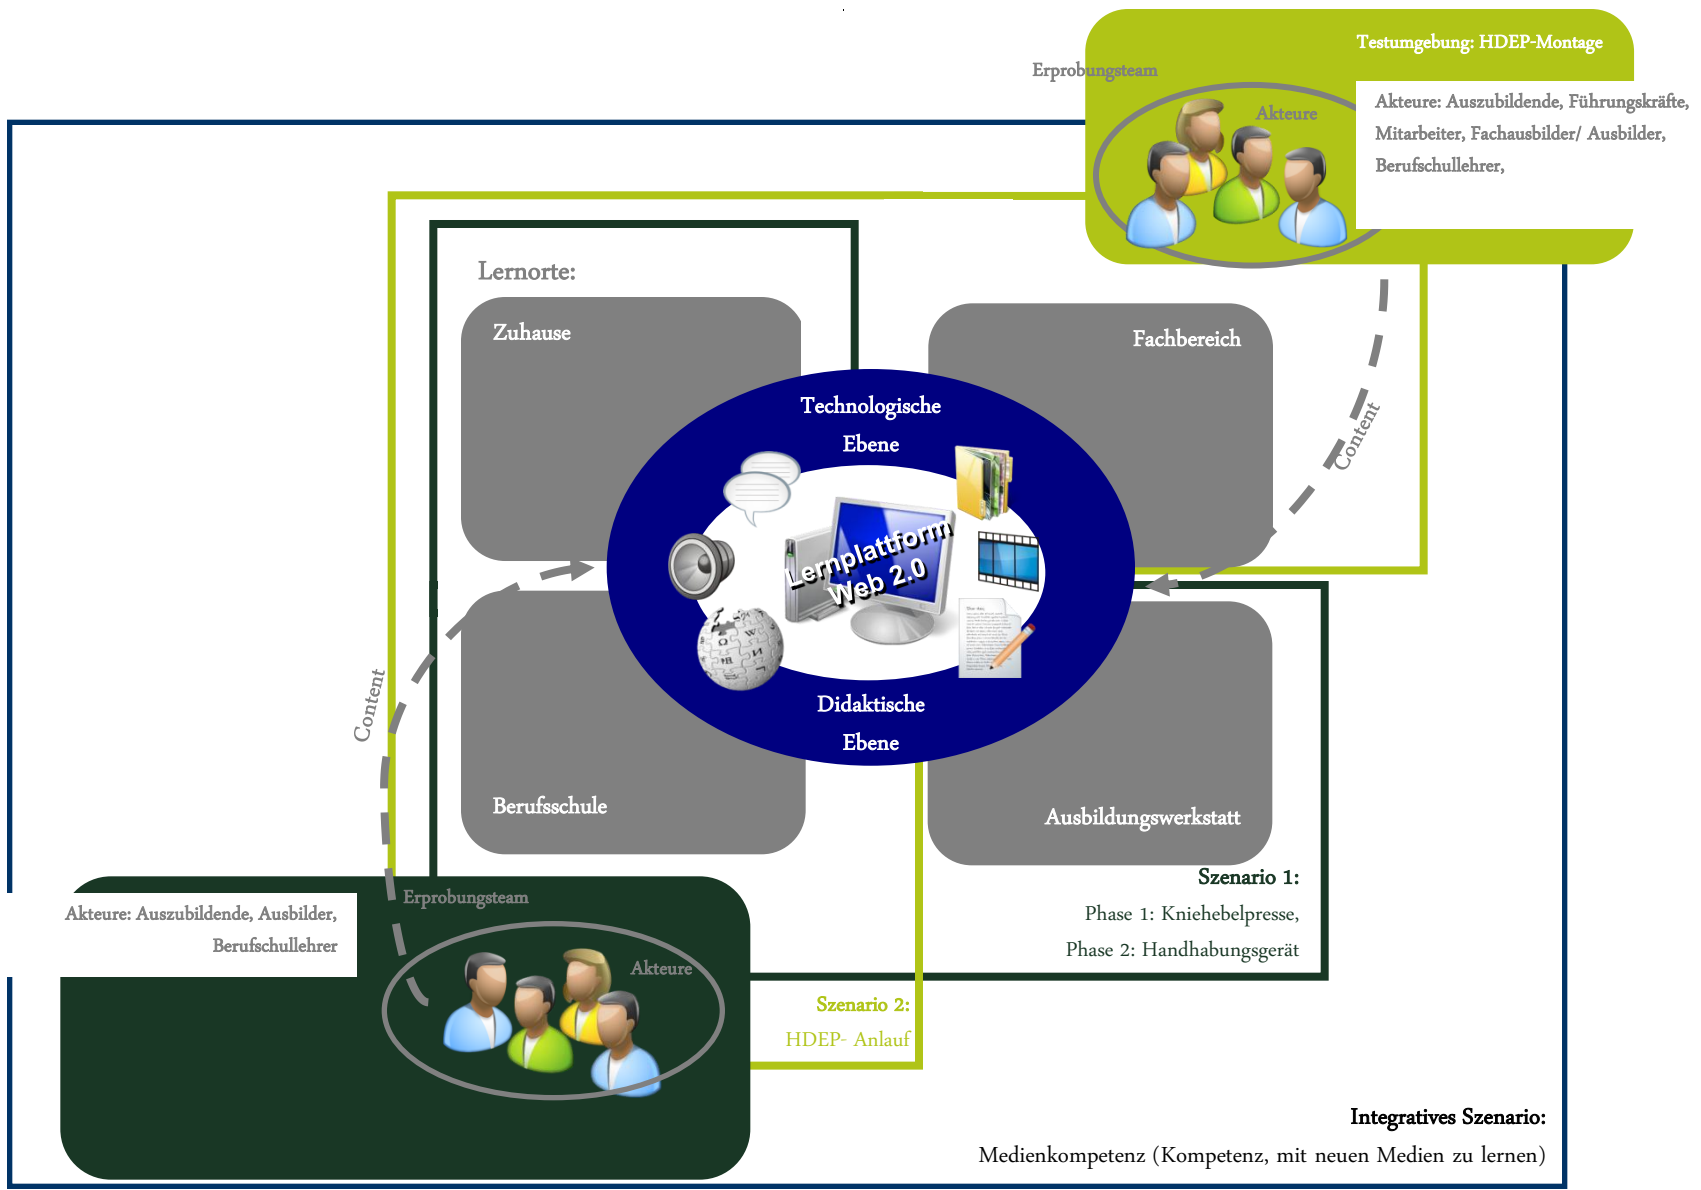 Testumgebung: HDEP-Montage
Erprobungsteam
Akteure
Akteure: Auszubildende, Führungskräfte,
Mitarbeiter, Fachausbilder/ Ausbilder,
Berufschullehrer,
Lernorte:
Zuhause
Fachbereich
Technologische
Ebene
Content
Lernplattform
Web 2.0
Didaktische
Ebene
Content
Berufsschule
Ausbildungswerkstatt
Szenario 1:
Phase 1: Kniehebelpresse,
Phase 2: Handhabungsgerät
Erprobungsteam
Akteure: Auszubildende, Ausbilder,
Berufschullehrer
Akteure
Szenario 2:
HDEP- Anlauf
Integratives Szenario:
Medienkompetenz (Kompetenz, mit neuen Medien zu lernen)